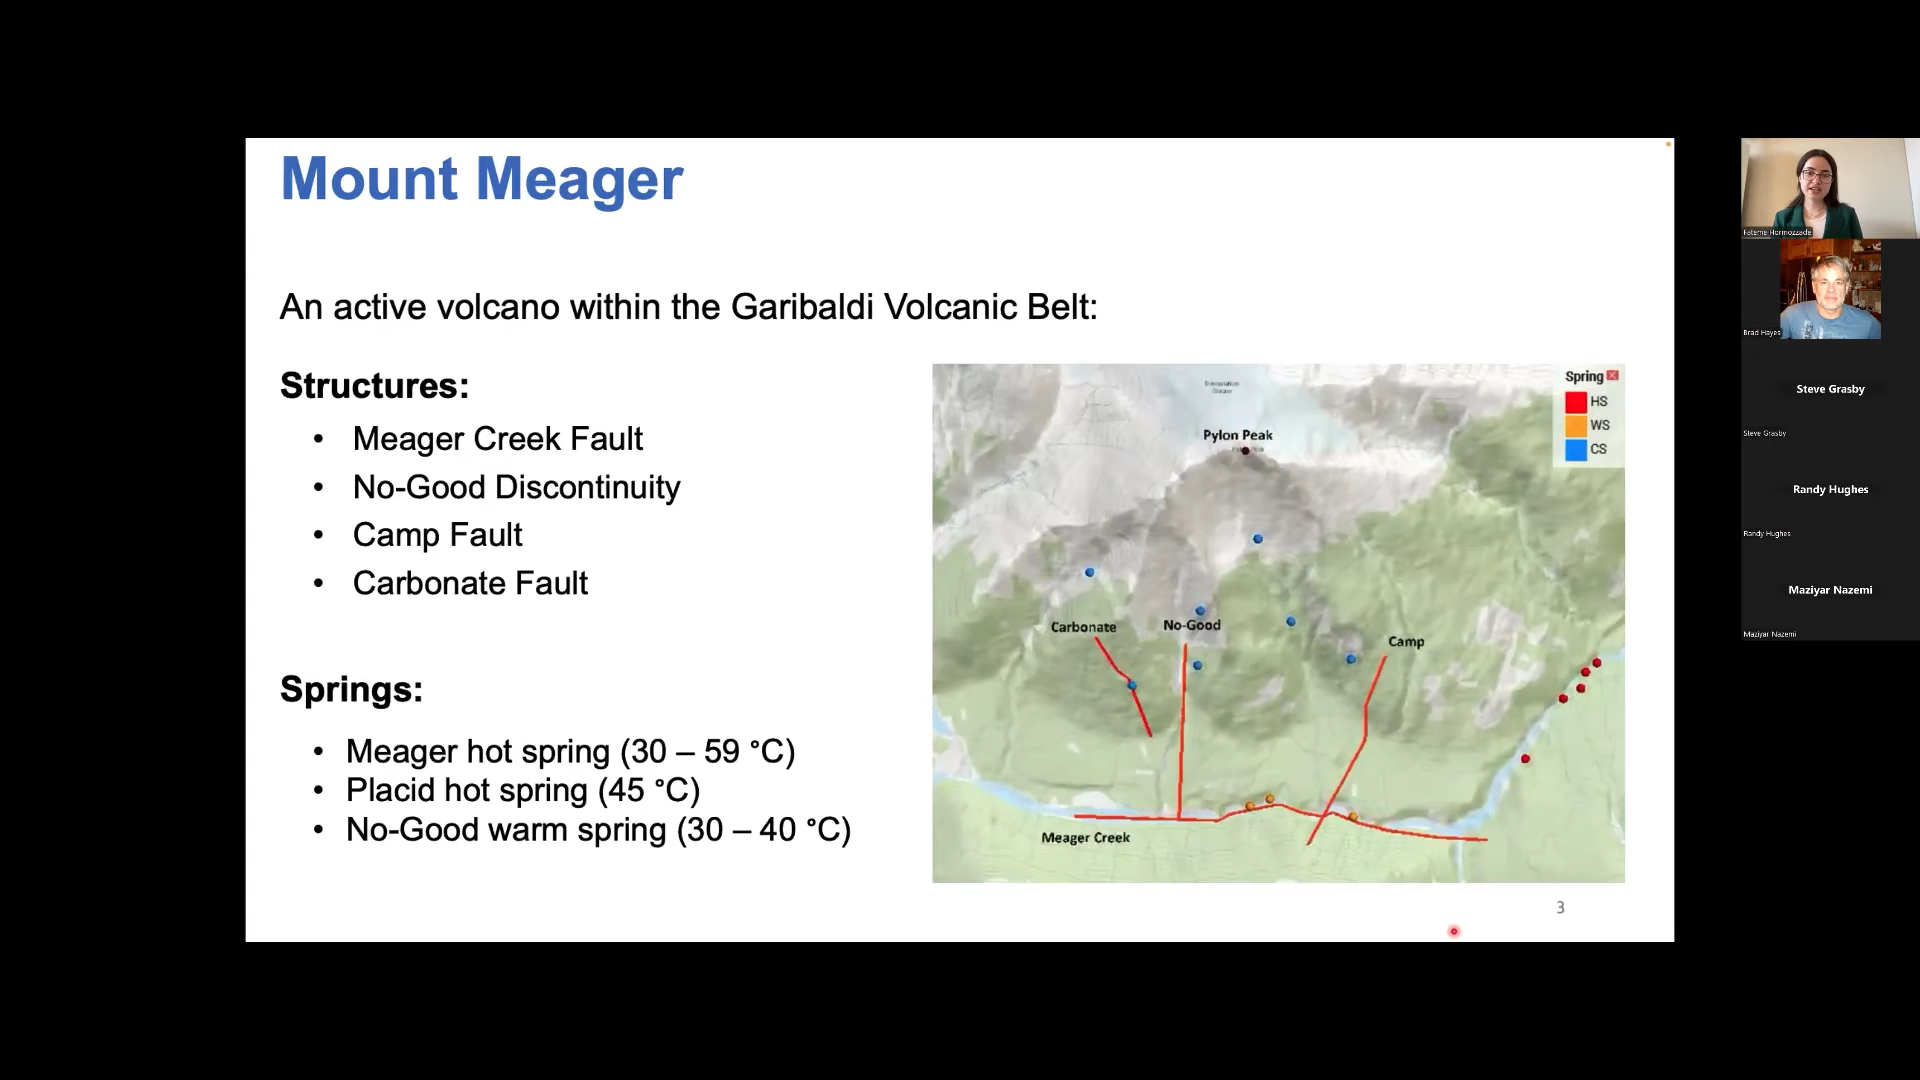 Mount Meager
An active volcano within the Garibaldi Volcanic Belt:
Structures:
• Meager Creek Fault
• No-Good Discontinuity
• Camp Fault
• Carbonate Fault
Springs:
• Meager hot spring (30 – 59 °C)
• Placid hot spring (45 °C)
• No-Good warm spring (30 – 40 °C)
Spring
HS
WS
CS
Pylon Peak
Carbonate
No-Good
Camp
Meager Creek
3
Fateme Hormozzade
Brad Hayes
Steve Grasby
Steve Grasby
Randy Hughes
Randy Hughes
Maziyar Nazemi
Maziyar Nazemi